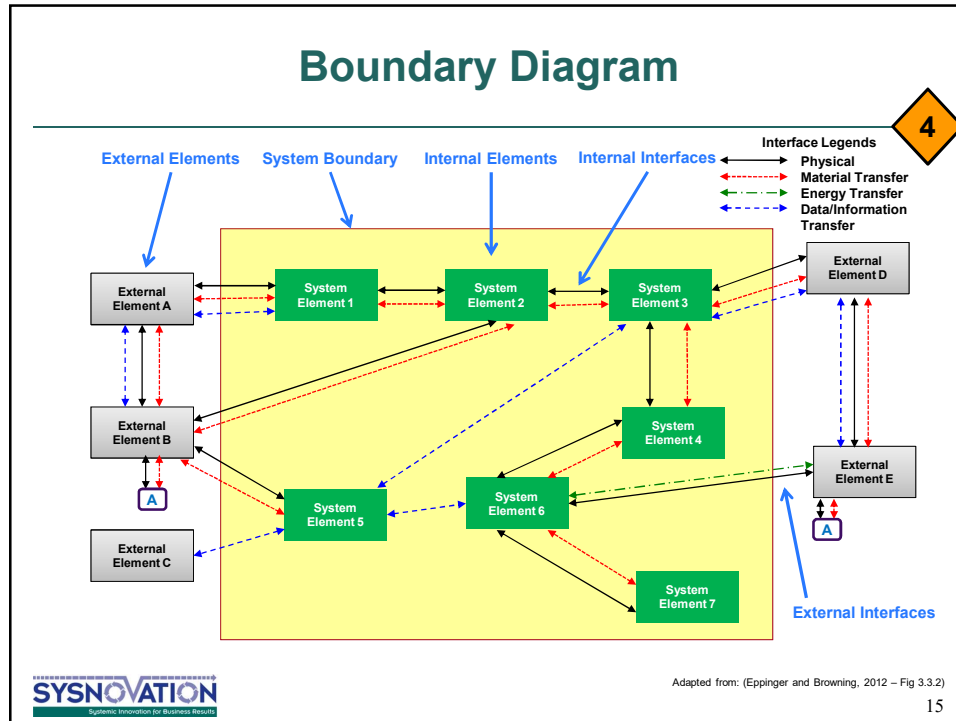 Boundary Diagram
4
External Elements
System Boundary
Internal Elements
Internal Interfaces
Interface Legends
Physical
Material Transfer
Energy Transfer
Data/Information
Transfer
External
Element A
System
Element 1
System
Element 2
System
Element 3
External
Element D
External
Element B
System
Element 4
External
Element E
A
System
Element 5
System
Element 6
A
External
Element C
System
Element 7
External Interfaces
SYSNOVATION
Systemic Innovation for Business Results
Adapted from: (Eppinger and Browning, 2012 – Fig 3.3.2)
15